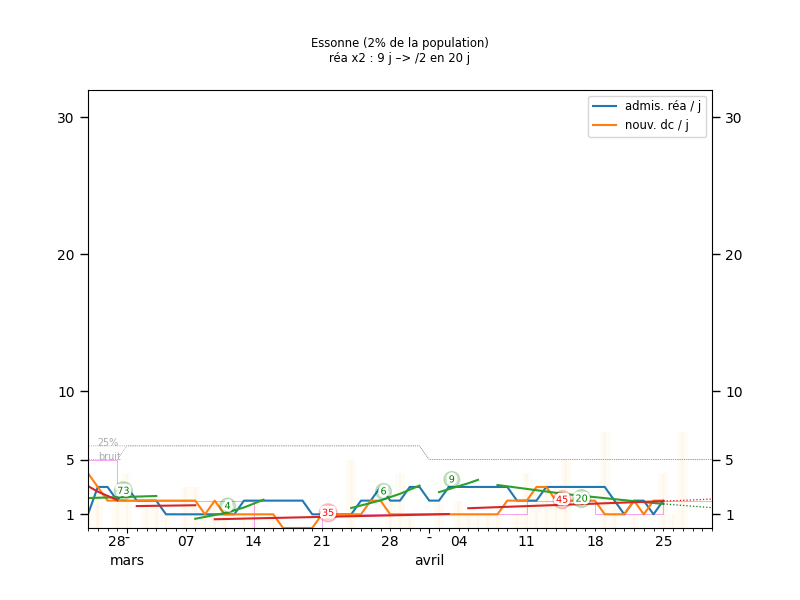 Essonne (2% de la population)
réa x2 : 9 j –> /2 en 20 j
admis. réa / j
nouv. dc / j
30 30
20 20
10 10
25%
bruit
5 5
73 4 35 6 9 45 20
1 1
28 07 14 21 28 04 11 18 25
mars avril